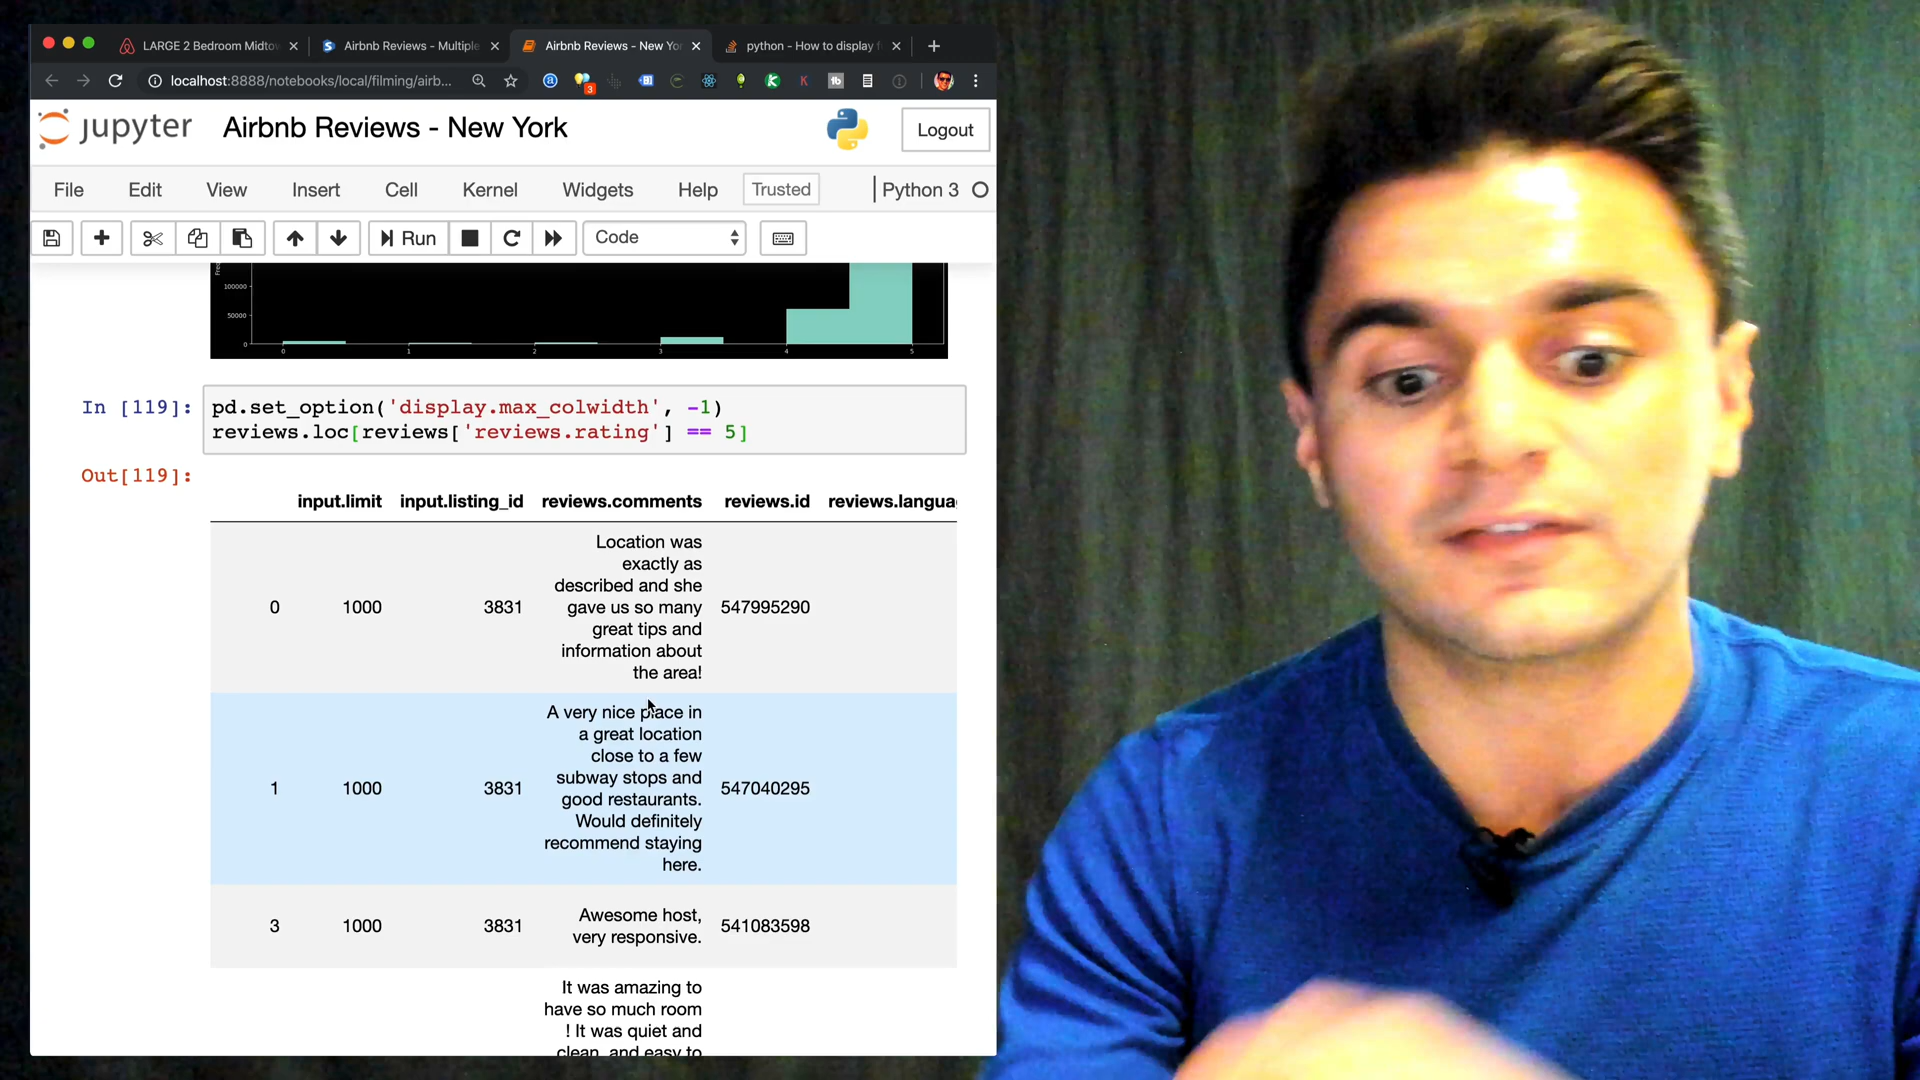 LARGE 2 Bedroom Midto
Airbnb Reviews - Multiple
Airbnb Reviews - New Yor
python - How to display f
localhost:8888/notebooks/local/filming/airb...
3
jupyter
Airbnb Reviews - New York
Logout
File
Edit
View
Insert
Cell
Kernel
Widgets
Help
Trusted
Python 3
Run
Code
100000
50000
0
0 1 2 3 4 5
In [119]:
pd.set_option('display.max_colwidth', -1)
reviews.loc[reviews['reviews.rating'] == 5]
Out[119]:
input.limit input.listing_id reviews.comments reviews.id reviews.langua
Location was
exactly as
described and she
0 1000 3831 gave us so many 547995290
great tips and
information about
the area!
A very nice place in
a great location
close to a few
subway stops and
1 1000 3831 good restaurants. 547040295
Would definitely
recommend staying
here.
3 1000 3831 Awesome host, 541083598
very responsive.
It was amazing to
have so much room
! It was quiet and
clean, and easy to